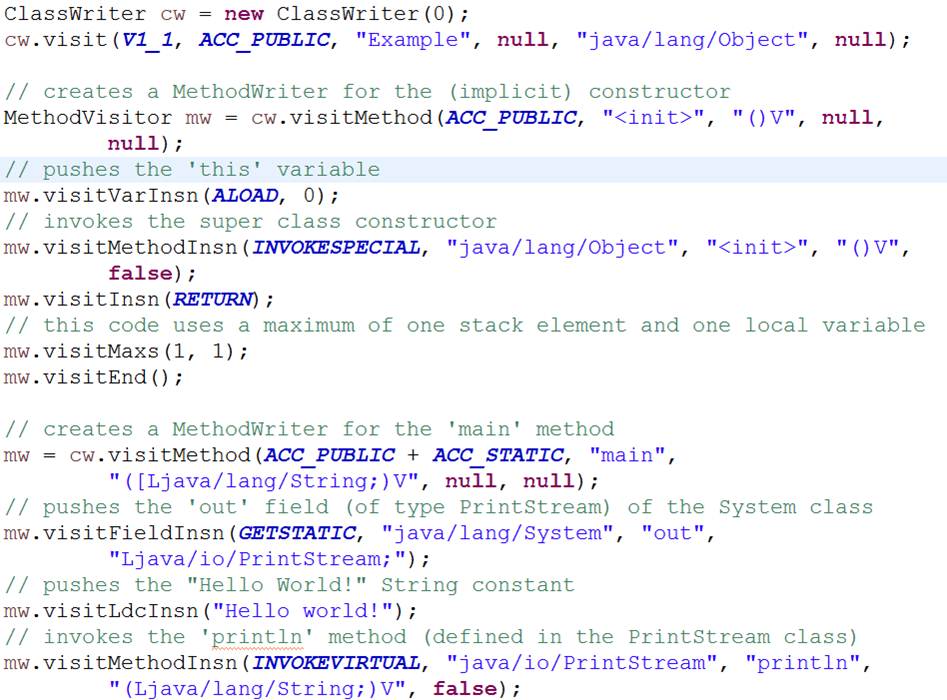 ClassWriter cw = new ClassWriter(0);
cw.visit(V1_1, ACC_PUBLIC, "Example", null, "java/lang/Object", null);
// creates a MethodWriter for the (implicit) constructor
MethodVisitor mw = cw.visitMethod(ACC_PUBLIC, "<init>", "()V", null,
null);
// pushes the 'this' variable
mw.visitVarInsn(ALOAD, 0);
// invokes the super class constructor
mw.visitMethodInsn(INVOKESPECIAL, "java/lang/Object", "<init>", "()V",
false);
mw.visitInsn(RETURN);
// this code uses a maximum of one stack element and one local variable
mw.visitMaxs(1, 1);
mw.visitEnd();
// creates a MethodWriter for the 'main' method
mw = cw.visitMethod(ACC_PUBLIC + ACC_STATIC, "main",
"([Ljava/lang/String;)V", null, null);
// pushes the 'out' field (of type PrintStream) of the System class
mw.visitFieldInsn(GETSTATIC, "java/lang/System", "out",
"Ljava/io/PrintStream;");
// pushes the "Hello World!" String constant
mw.visitLdcInsn("Hello world!");
// invokes the 'println' method (defined in the PrintStream class)
mw.visitMethodInsn(INVOKEVIRTUAL, "java/io/PrintStream", "println",
"(Ljava/lang/String;)V", false);